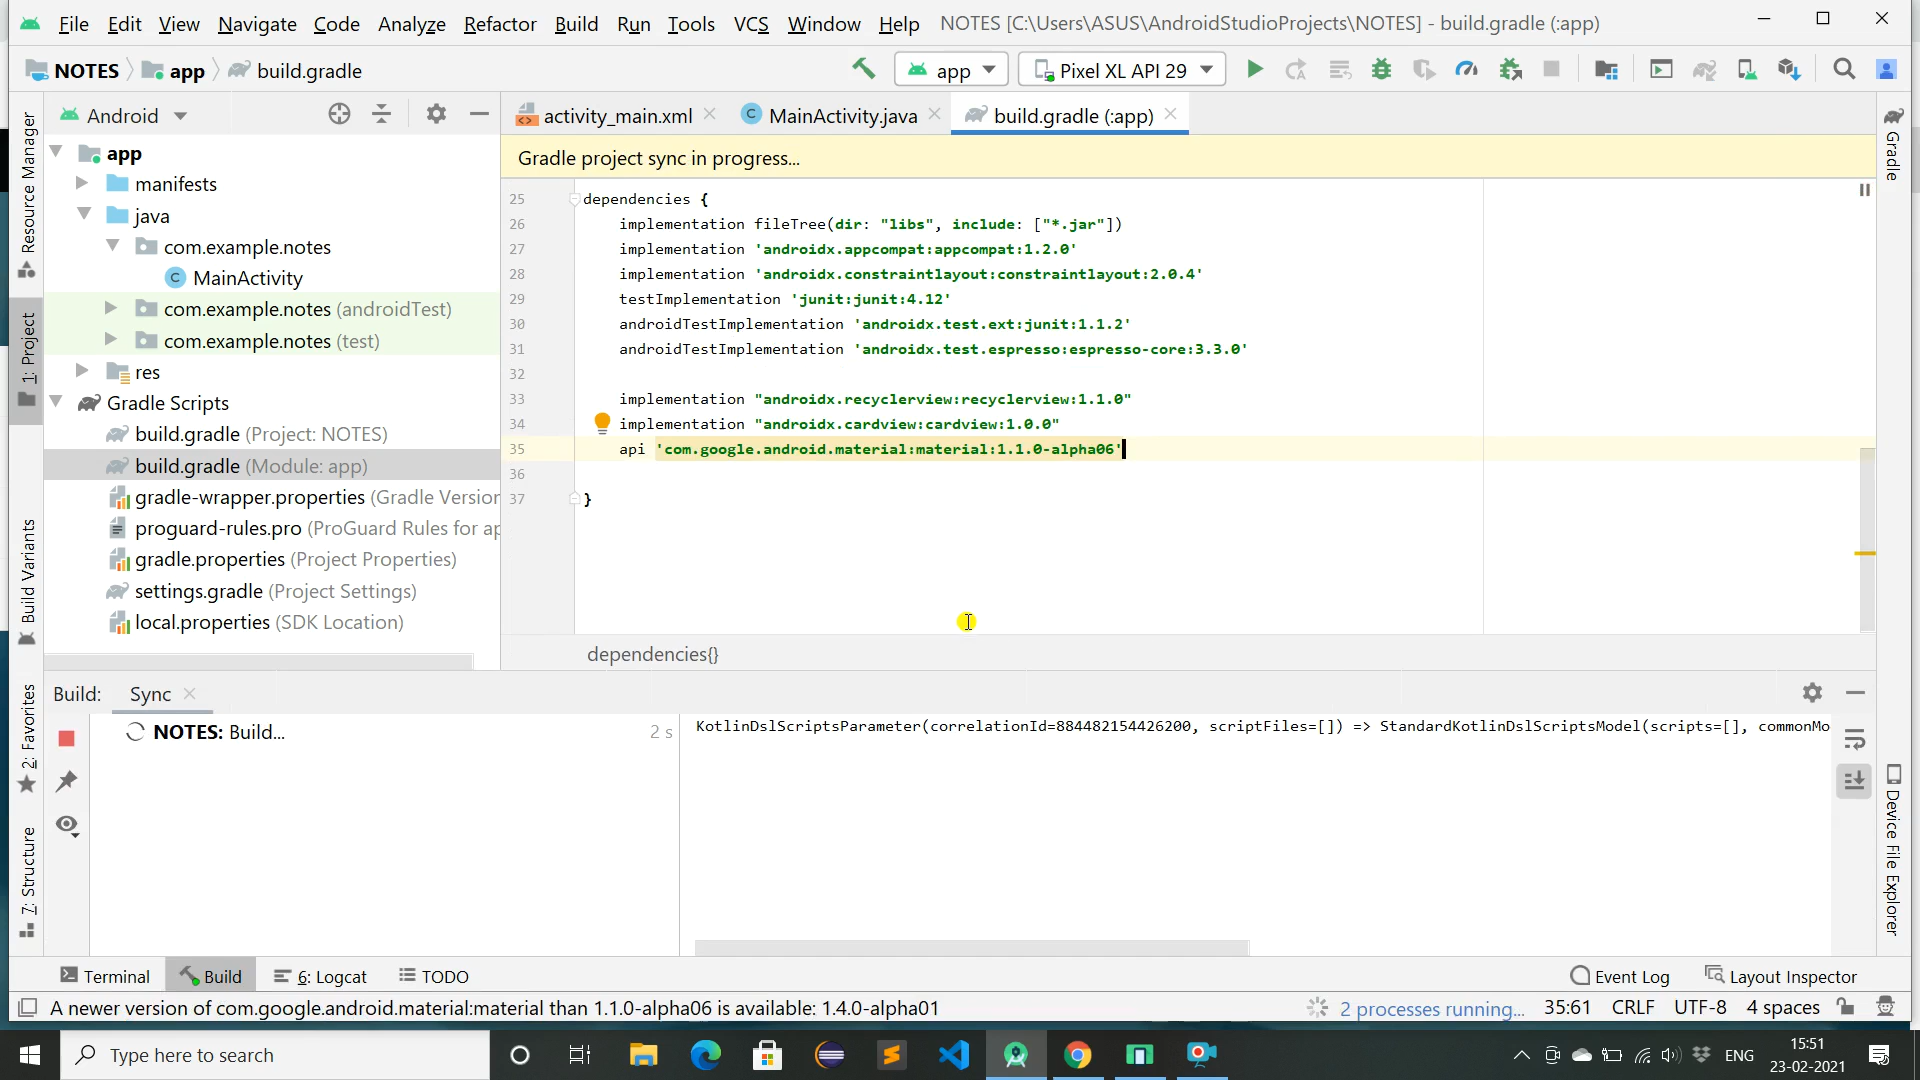 File Edit View Navigate Code Analyze Refactor Build Run Tools VCS Window Help NOTES [C:\Users\ASUS\AndroidStudioProjects\NOTES] - build.gradle (:app)
NOTES app build.gradle app Pixel XL API 29
Android
activity_main.xml MainActivity.java build.gradle (:app)
Gradle project sync in progress...
app
manifests
java
com.example.notes
MainActivity
com.example.notes (androidTest)
com.example.notes (test)
res
Gradle Scripts
build.gradle (Project: NOTES)
build.gradle (Module: app)
gradle-wrapper.properties (Gradle Version
proguard-rules.pro (ProGuard Rules for ap
gradle.properties (Project Properties)
settings.gradle (Project Settings)
local.properties (SDK Location)
25 dependencies {
26 implementation fileTree(dir: "libs", include: ["*.jar"])
27 implementation 'androidx.appcompat:appcompat:1.2.0'
28 implementation 'androidx.constraintlayout:constraintlayout:2.0.4'
29 testImplementation 'junit:junit:4.12'
30 androidTestImplementation 'androidx.test.ext:junit:1.1.2'
31 androidTestImplementation 'androidx.test.espresso:espresso-core:3.3.0'
32
33 implementation "androidx.recyclerview:recyclerview:1.1.0"
34 implementation "androidx.cardview:cardview:1.0.0"
35 api 'com.google.android.material:material:1.1.0-alpha06'
36
37 }
dependencies{}
Resource Manager
1: Project
Build Variants
2: Favorites
7: Structure
Gradle
Device File Explorer
Build: Sync
NOTES: Build... 2 s
KotlinDslScriptsParameter(correlationId=884482154426200, scriptFiles=[]) => StandardKotlinDslScriptsModel(scripts=[], commonMo
Terminal Build 6: Logcat TODO Event Log Layout Inspector
A newer version of com.google.android.material:material than 1.1.0-alpha06 is available: 1.4.0-alpha01 2 processes running... 35:61 CRLF UTF-8 4 spaces
Type here to search
ENG
15:51
23-02-2021